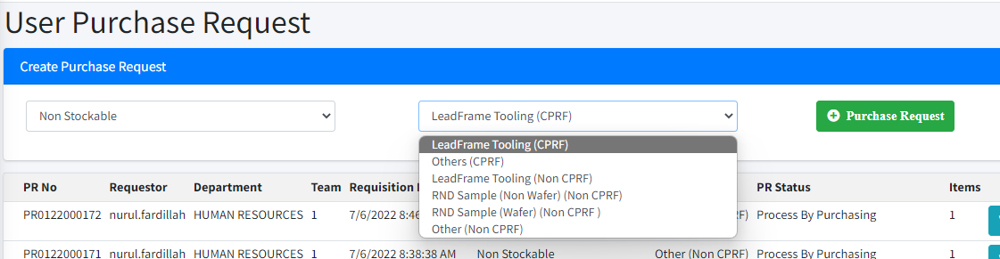 User Purchase Request
Create Purchase Request
Non Stockable
LeadFrame Tooling (CPRF)
Purchase Request
LeadFrame Tooling (CPRF)
Others (CPRF)
LeadFrame Tooling (Non CPRF)
RND Sample (Non Wafer) (Non CPRF)
RND Sample (Wafer) (Non CPRF )
Other (Non CPRF)
PR No Requestor Department Team Requisition PR Status Items
PR0122000172 nurul.fardillah HUMAN RESOURCES 1 7/6/2022 8:46 Process By Purchasing 1
PR0122000171 nurul.fardillah HUMAN RESOURCES 1 7/6/2022 8:38:38 AM Non Stockable Other (Non CPRF) Process By Purchasing 1